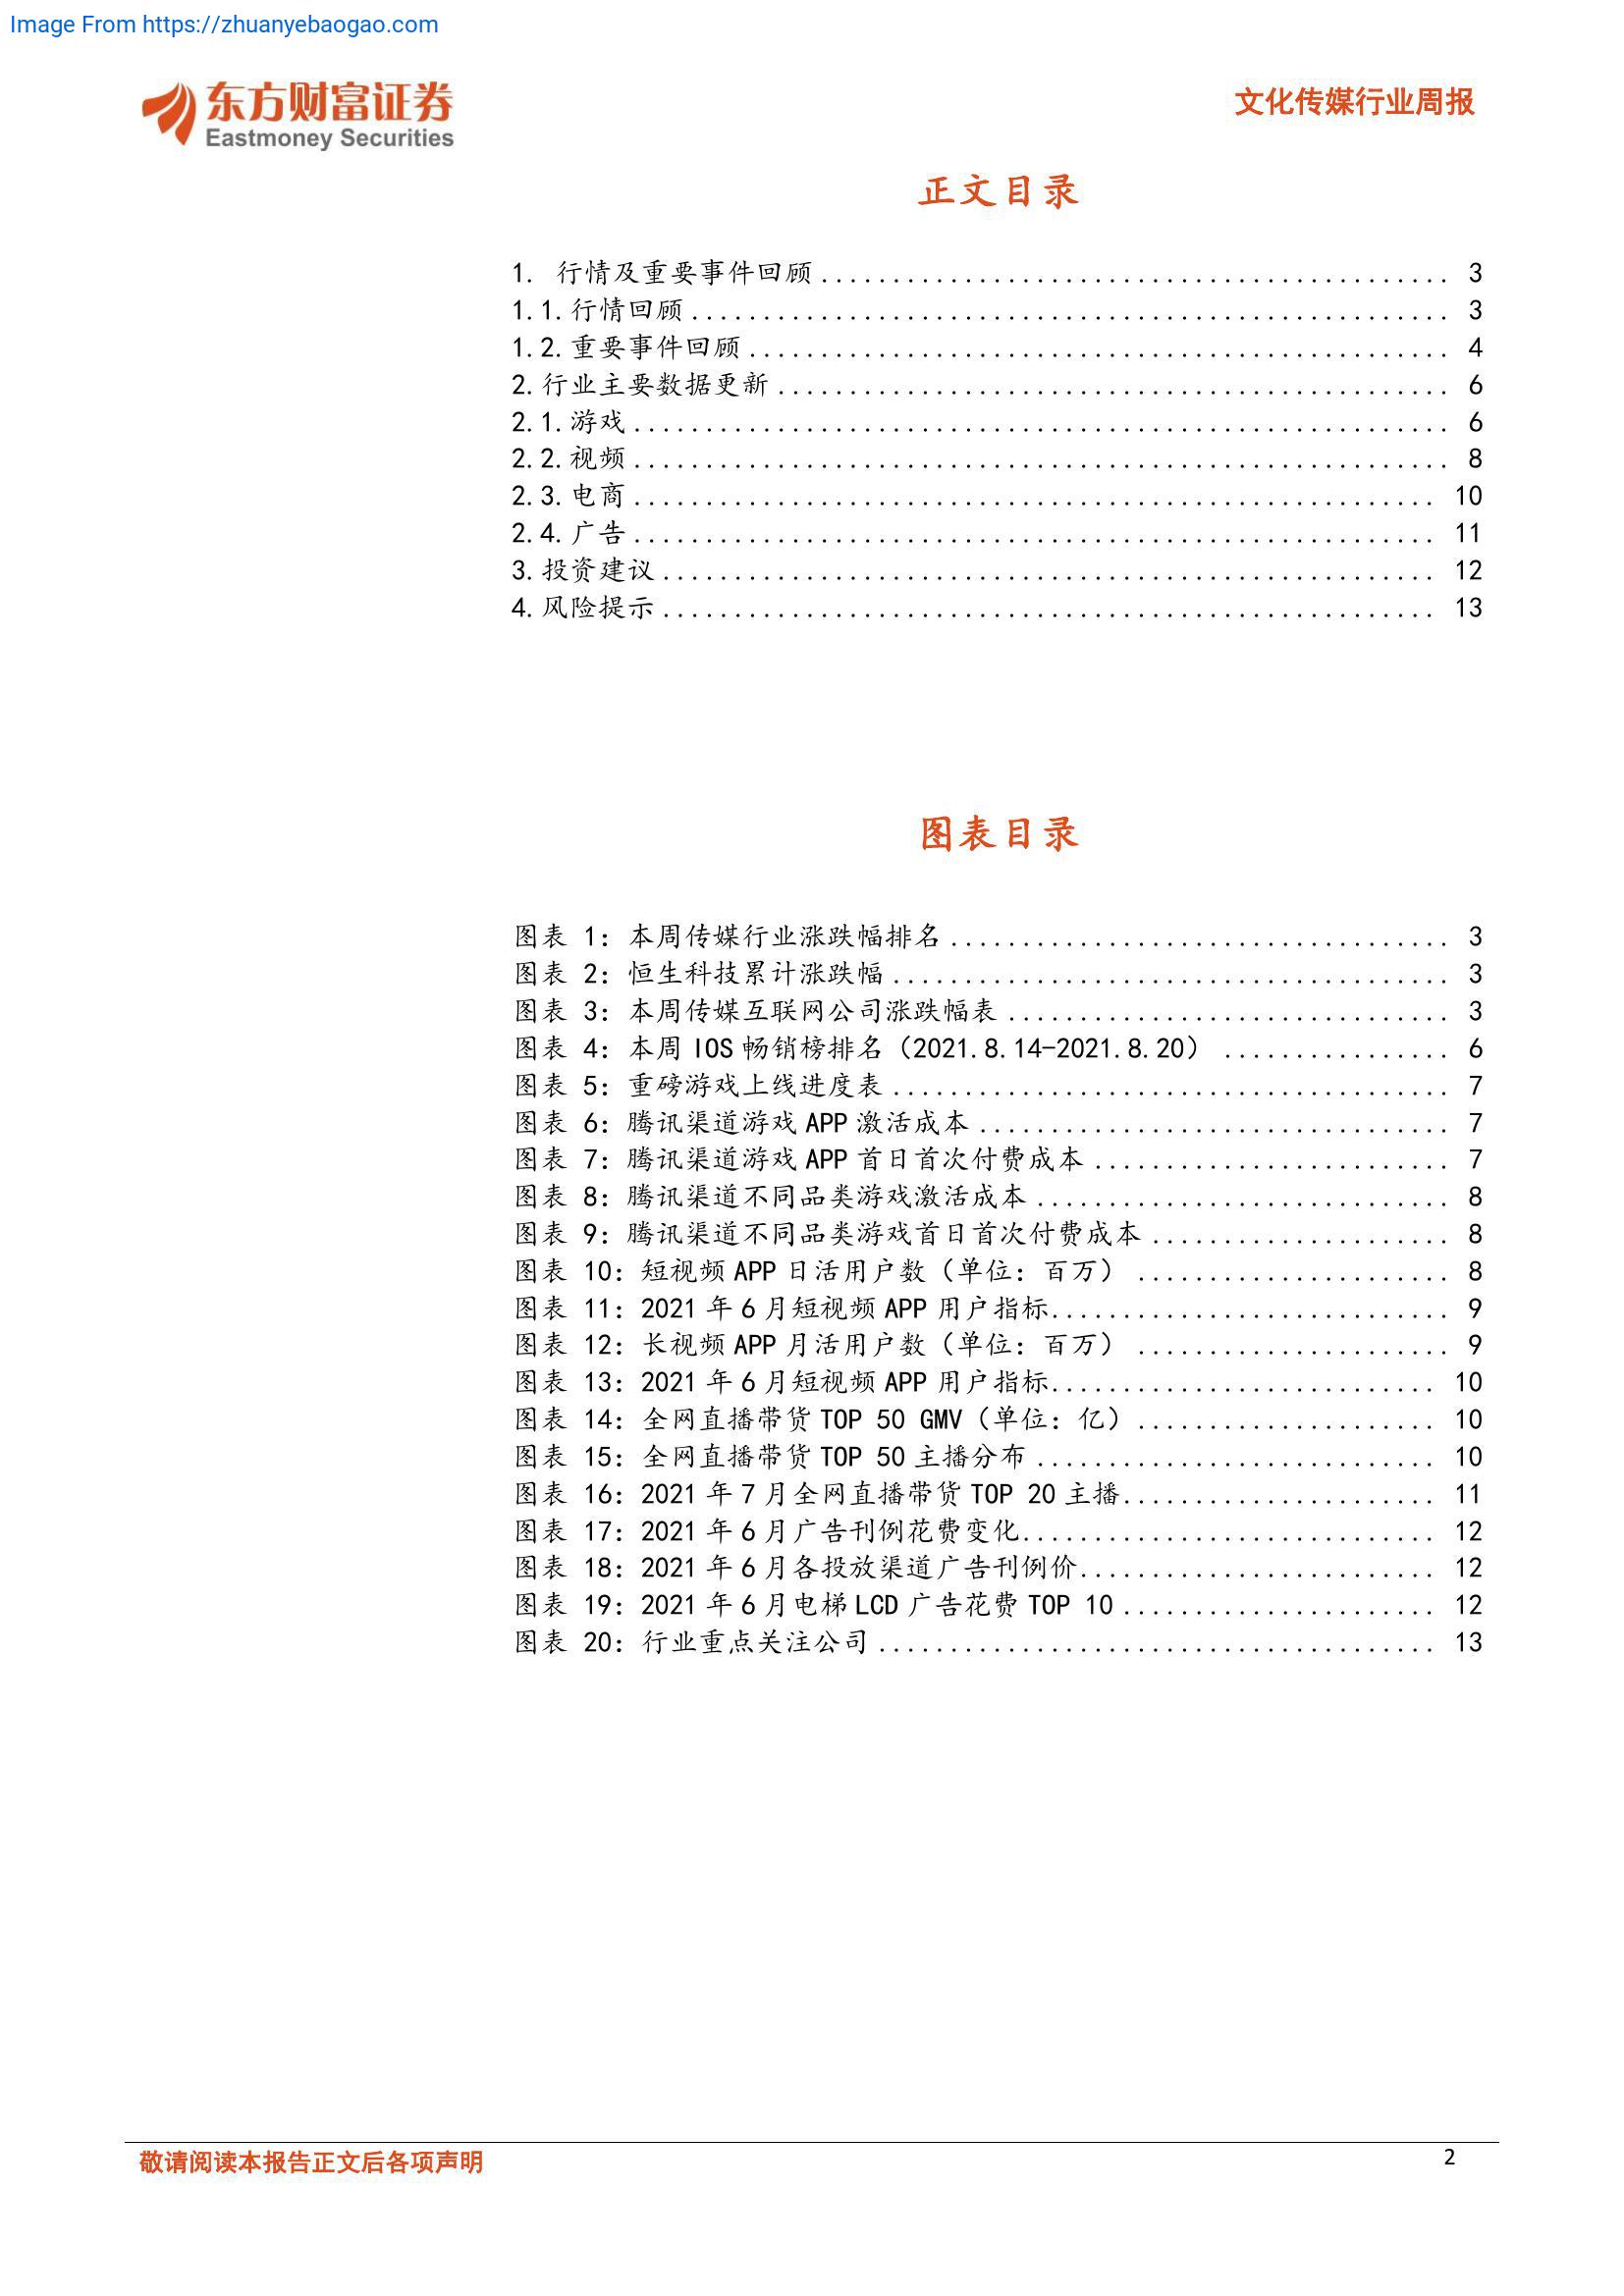 Image From https://zhuanyebaogao.com
东方财富证券
Eastmoney Securities
文化传媒行业周报
正文目录
1. 行情及重要事件回顾............................................ 3
1.1.行情回顾..................................................... 3
1.2.重要事件回顾................................................. 4
2.行业主要数据更新............................................... 6
2.1.游戏......................................................... 6
2.2.视频......................................................... 8
2.3.电商........................................................ 10
2.4.广告........................................................ 11
3.投资建议...................................................... 12
4.风险提示...................................................... 13
图表目录
图表 1：本周传媒行业涨跌幅排名................................... 3
图表 2：恒生科技累计涨跌幅....................................... 3
图表 3：本周传媒互联网公司涨跌幅表............................... 3
图表 4：本周 IOS 畅销榜排名（2021.8.14-2021.8.20）................ 6
图表 5：重磅游戏上线进度表....................................... 7
图表 6：腾讯渠道游戏 APP 激活成本................................. 7
图表 7：腾讯渠道游戏 APP 首日首次付费成本......................... 7
图表 8：腾讯渠道不同品类游戏激活成本............................. 8
图表 9：腾讯渠道不同品类游戏首日首次付费成本..................... 8
图表 10：短视频 APP 日活用户数（单位：百万）...................... 8
图表 11：2021 年 6 月短视频 APP 用户指标............................ 9
图表 12：长视频 APP 月活用户数（单位：百万）...................... 9
图表 13：2021 年 6 月短视频 APP 用户指标........................... 10
图表 14：全网直播带货 TOP 50 GMV（单位：亿）..................... 10
图表 15：全网直播带货 TOP 50 主播分布............................ 10
图表 16：2021 年 7 月全网直播带货 TOP 20 主播...................... 11
图表 17：2021 年 6 月广告刊例花费变化............................. 12
图表 18：2021 年 6 月各投放渠道广告刊例价......................... 12
图表 19：2021 年 6 月电梯 LCD 广告花费 TOP 10...................... 12
图表 20：行业重点关注公司....................................... 13
敬请阅读本报告正文后各项声明
2